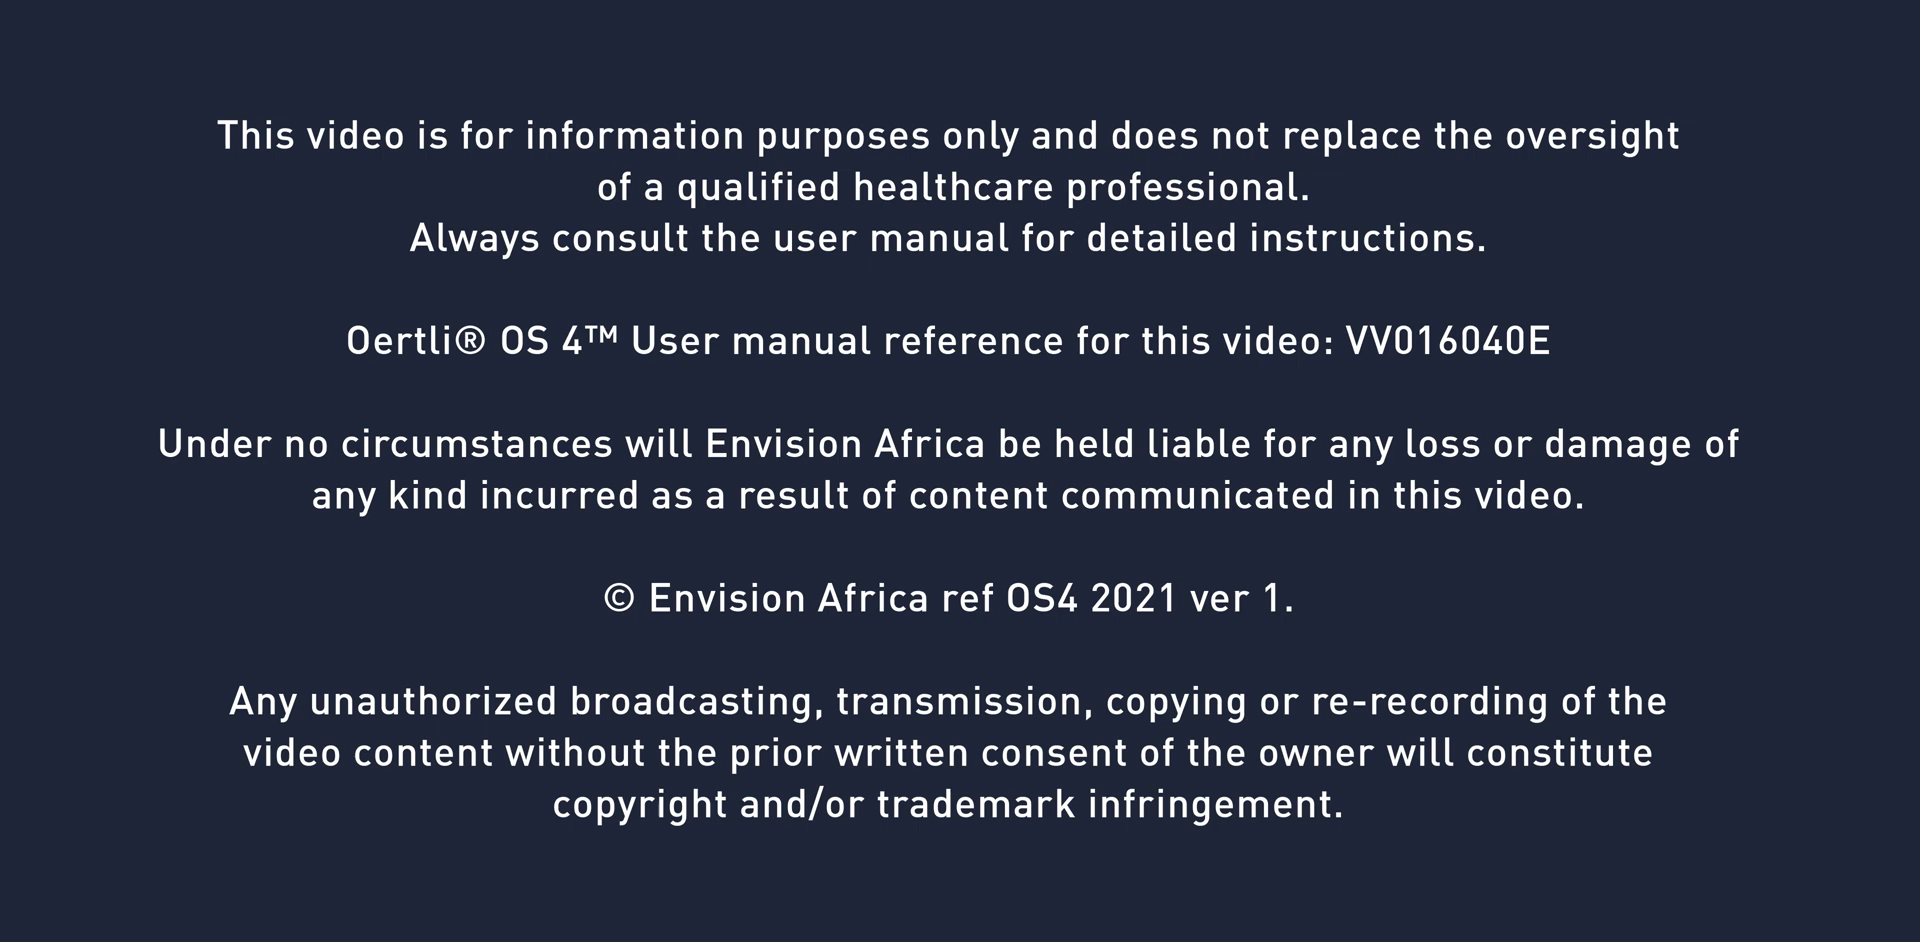 This video is for information purposes only and does not replace the oversight
of a qualified healthcare professional.
Always consult the user manual for detailed instructions.
Oertli® OS 4™ User manual reference for this video: VV016040E
Under no circumstances will Envision Africa be held liable for any loss or damage of
any kind incurred as a result of content communicated in this video.
© Envision Africa ref OS4 2021 ver 1.
Any unauthorized broadcasting, transmission, copying or re-recording of the
video content without the prior written consent of the owner will constitute
copyright and/or trademark infringement.